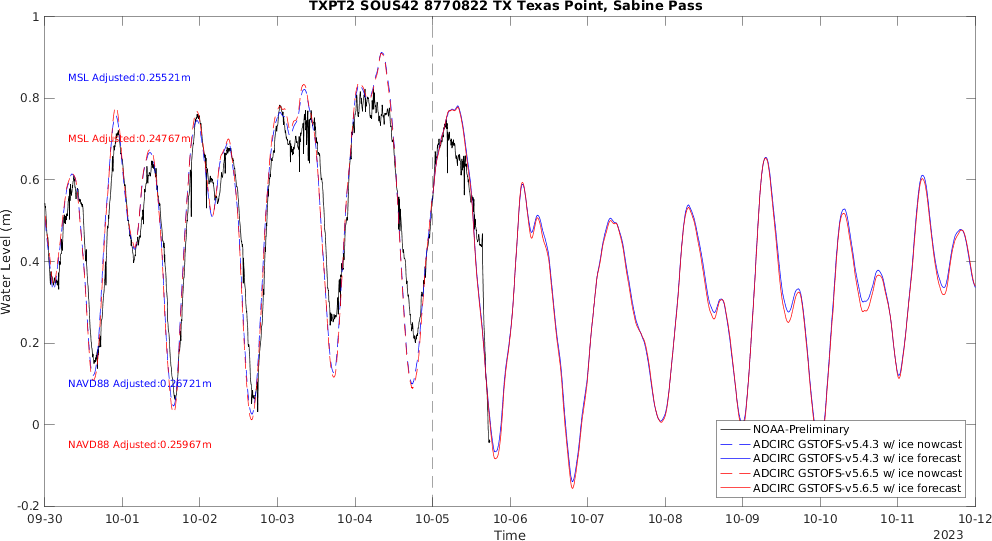 TXPT2 SOUS42 8770822 TX Texas Point, Sabine Pass
1
0.8
0.6
0.4
0.2
0
-0.2
Water Level (m)
MSL Adjusted:0.25521m
MSL Adjusted:0.24767m
NAVD88 Adjusted:0.26721m
NAVD88 Adjusted:0.25967m
NOAA-Preliminary
ADCIRC GSTOFS-v5.4.3 w/ ice nowcast
ADCIRC GSTOFS-v5.4.3 w/ ice forecast
ADCIRC GSTOFS-v5.6.5 w/ ice nowcast
ADCIRC GSTOFS-v5.6.5 w/ ice forecast
09-30 10-01 10-02 10-03 10-04 10-05 10-06 10-07 10-08 10-09 10-10 10-11 10-12
Time
2023